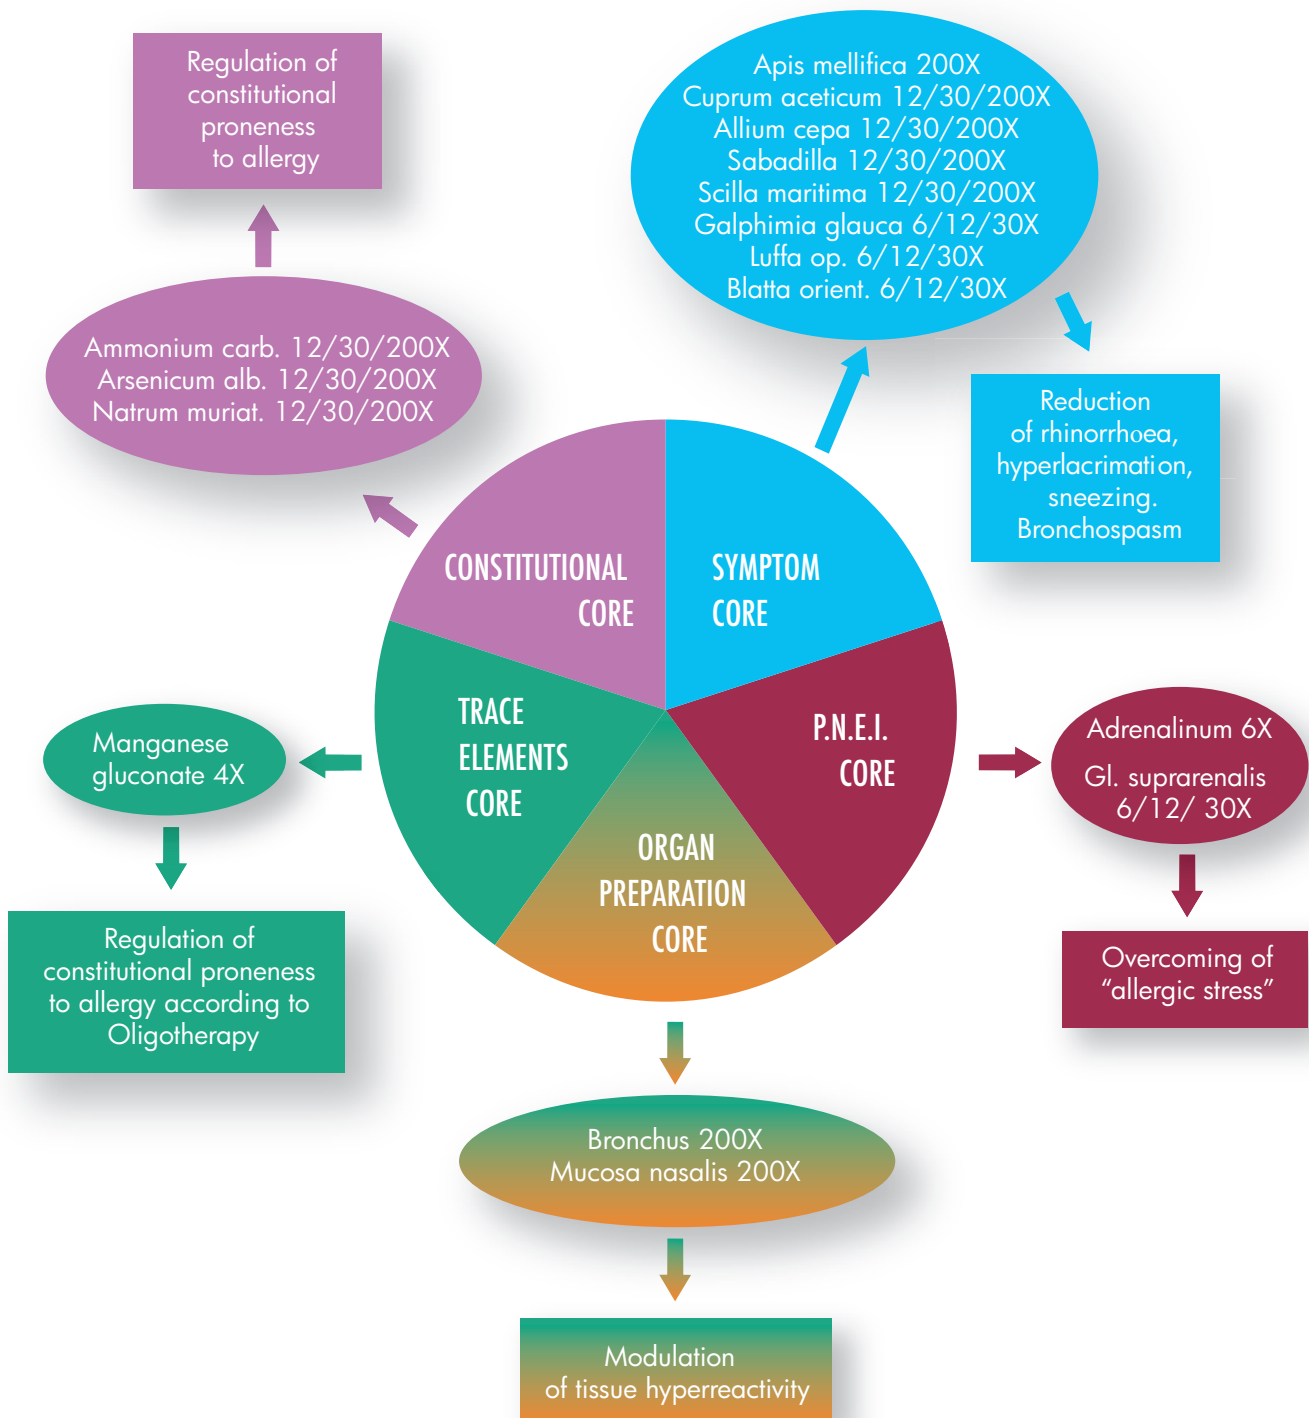 Regulation of
constitutional
proneness
to allergy
Apis mellifica 200X
Cuprum aceticum 12/30/200X
Allium cepa 12/30/200X
Sabadilla 12/30/200X
Scilla maritima 12/30/200X
Galphimia glauca 6/12/30X
Luffa op. 6/12/30X
Blatta orient. 6/12/30X
Ammonium carb. 12/30/200X
Arsenicum alb. 12/30/200X
Natrum muriat. 12/30/200X
Reduction
of rhinorrhoea,
hyperlacrimation,
sneezing.
Bronchospasm
CONSTITUTIONAL
CORE
SYMPTOM
CORE
TRACE
ELEMENTS
CORE
P.N.E.I.
CORE
ORGAN
PREPARATION
CORE
Manganese
gluconate 4X
Adrenalinum 6X
Gl. suprarenalis
6/12/ 30X
Regulation of
constitutional proneness
to allergy according to
Oligotherapy
Overcoming of
“allergic stress”
Bronchus 200X
Mucosa nasalis 200X
Modulation
of tissue hyperreactivity